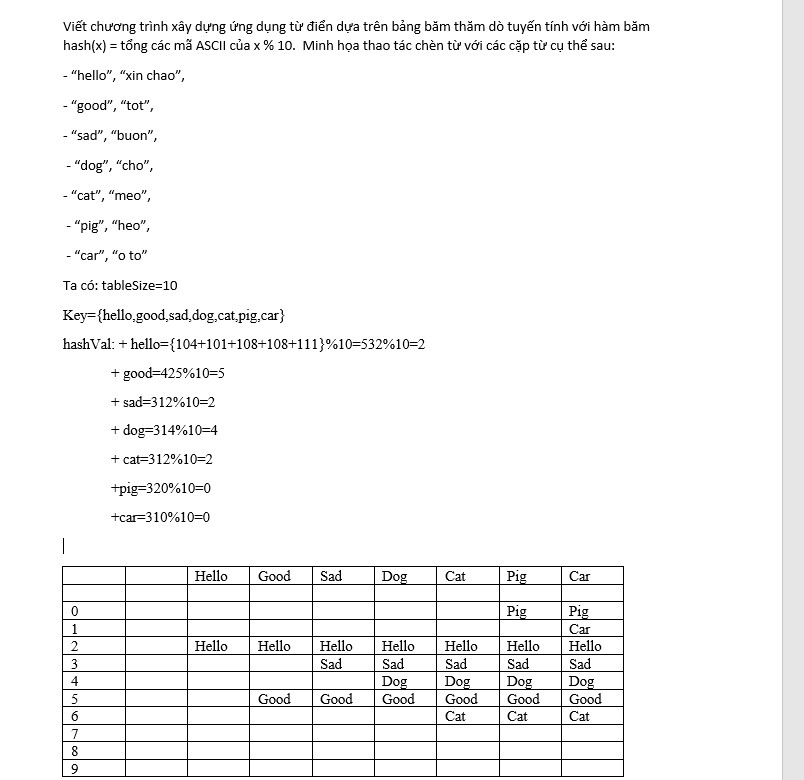 Viết chương trình xây dựng ứng dụng từ điển dựa trên bảng băm thăm dò tuyến tính với hàm băm
hash(x) = tổng các mã ASCII của x % 10. Minh họa thao tác chèn từ với các cặp từ cụ thể sau:
- “hello”, “xin chao”,
- “good”, “tot”,
- “sad”, “buon”,
- “dog”, “cho”,
- “cat”, “meo”,
- “pig”, “heo”,
- “car”, “o to”
Ta có: tableSize=10
Key={hello,good,sad,dog,cat,pig,car}
hashVal: + hello={104+101+108+108+111}%10=532%10=2
+ good=425%10=5
+ sad=312%10=2
+ dog=314%10=4
+ cat=312%10=2
+pig=320%10=0
+car=310%10=0
Hello Good Sad Dog Cat Pig Car
0 Pig Pig
1 Car
2 Hello Hello Hello Hello Hello Hello Hello
3 Sad Sad Sad Sad Sad
4 Dog Dog Dog Dog
5 Good Good Good Good Good Good
6 Cat Cat Cat
7
8
9